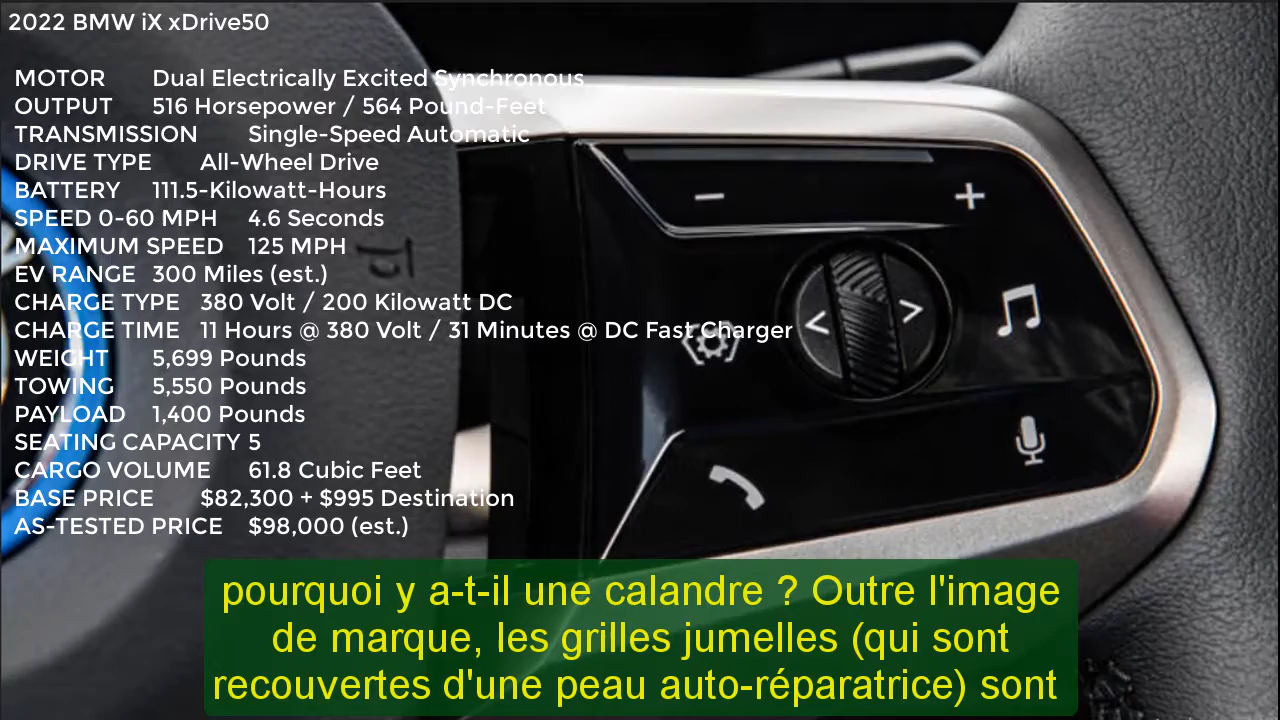 2022 BMW iX xDrive50
MOTOR Dual Electrically Excited Synchronous
OUTPUT 516 Horsepower / 564 Pound-Feet
TRANSMISSION Single-Speed Automatic
DRIVE TYPE All-Wheel Drive
BATTERY 111.5-Kilowatt-Hours
SPEED 0-60 MPH 4.6 Seconds
MAXIMUM SPEED 125 MPH
EV RANGE 300 Miles (est.)
CHARGE TYPE 380 Volt / 200 Kilowatt DC
CHARGE TIME 11 Hours @ 380 Volt / 31 Minutes @ DC Fast Charger
WEIGHT 5,699 Pounds
TOWING 5,550 Pounds
PAYLOAD 1,400 Pounds
SEATING CAPACITY 5
CARGO VOLUME 61.8 Cubic Feet
BASE PRICE $82,300 + $995 Destination
AS-TESTED PRICE $98,000 (est.)
pourquoi y a-t-il une calandre ? Outre l'image
de marque, les grilles jumelles (qui sont
recouvertes d'une peau auto-réparatrice) sont